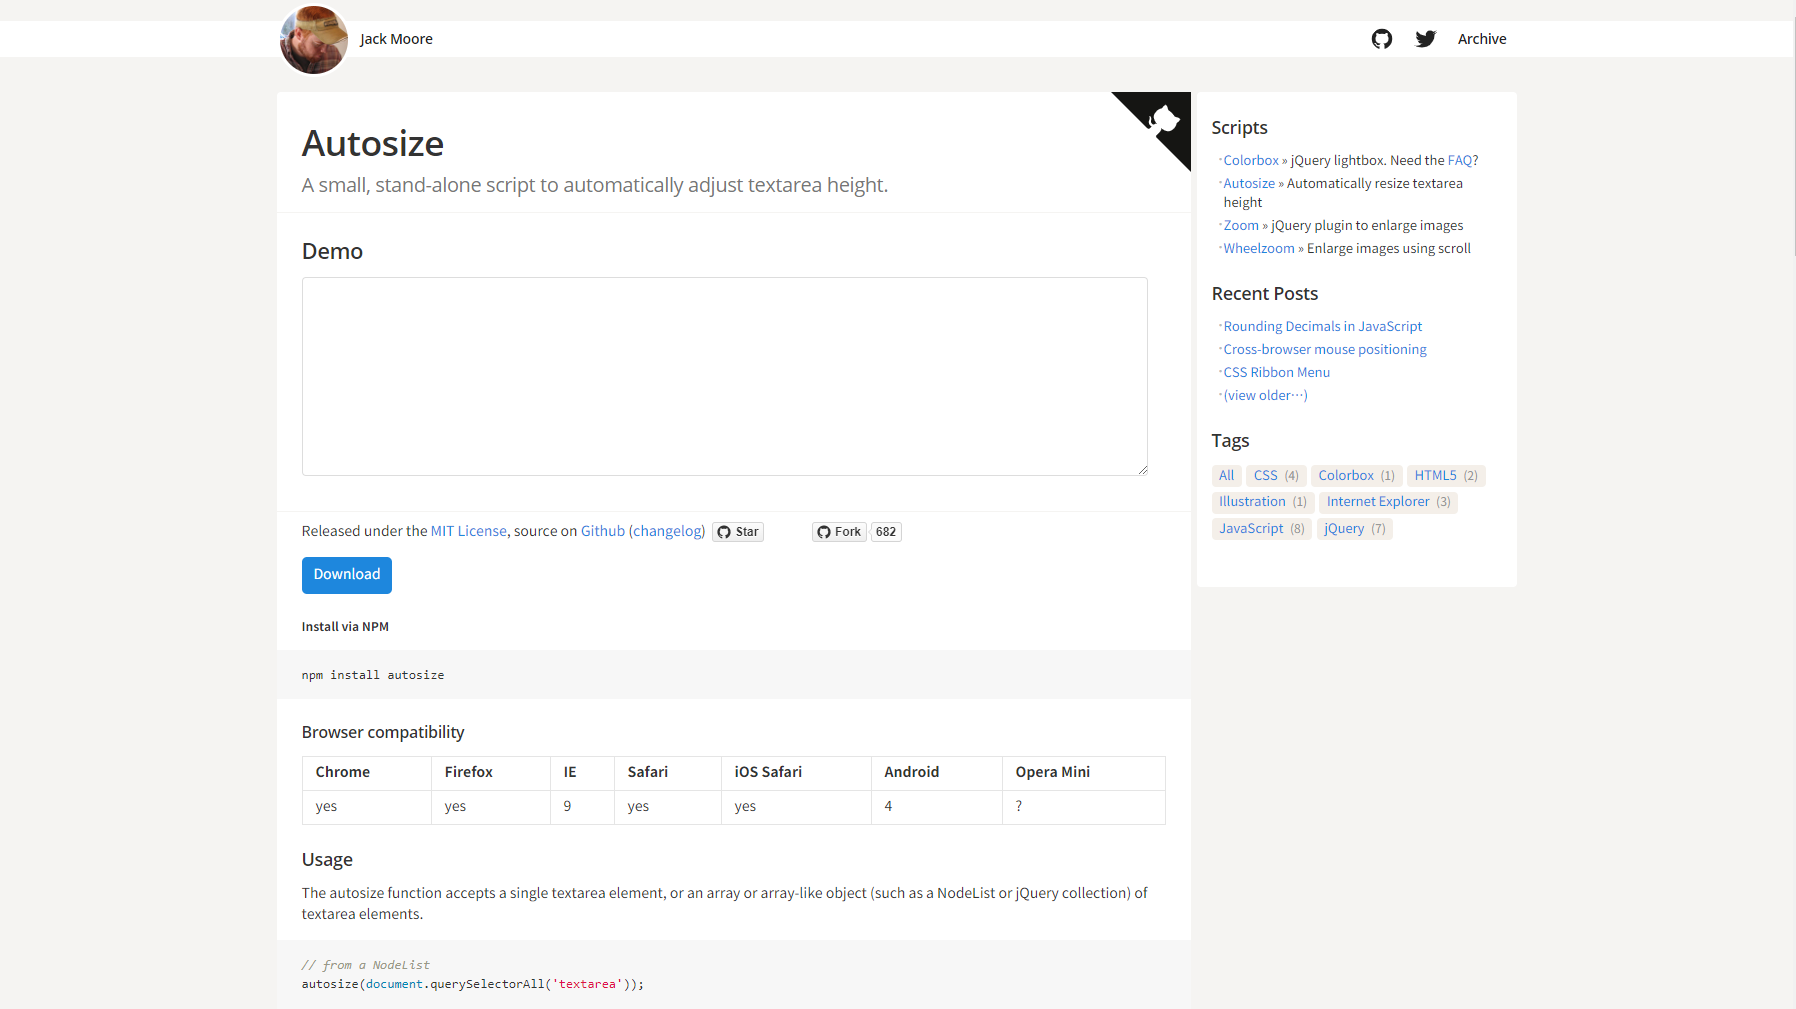 Jack Moore
Archive
Autosize
A small, stand-alone script to automatically adjust textarea height.
Demo
Released under the MIT License, source on Github (changelog) Star Fork 682
Download
Install via NPM
npm install autosize
Browser compatibility
Chrome Firefox IE Safari iOS Safari Android Opera Mini
yes yes 9 yes yes 4 ?
Usage
The autosize function accepts a single textarea element, or an array or array-like object (such as a NodeList or jQuery collection) of
textarea elements.
// from a NodeList
autosize(document.querySelectorAll('textarea'));
Scripts
Colorbox » jQuery lightbox. Need the FAQ?
Autosize » Automatically resize textarea
height
Zoom » jQuery plugin to enlarge images
Wheelzoom » Enlarge images using scroll
Recent Posts
Rounding Decimals in JavaScript
Cross-browser mouse positioning
CSS Ribbon Menu
(view older…)
Tags
All CSS (4) Colorbox (1) HTML5 (2)
Illustration (1) Internet Explorer (3)
JavaScript (8) jQuery (7)